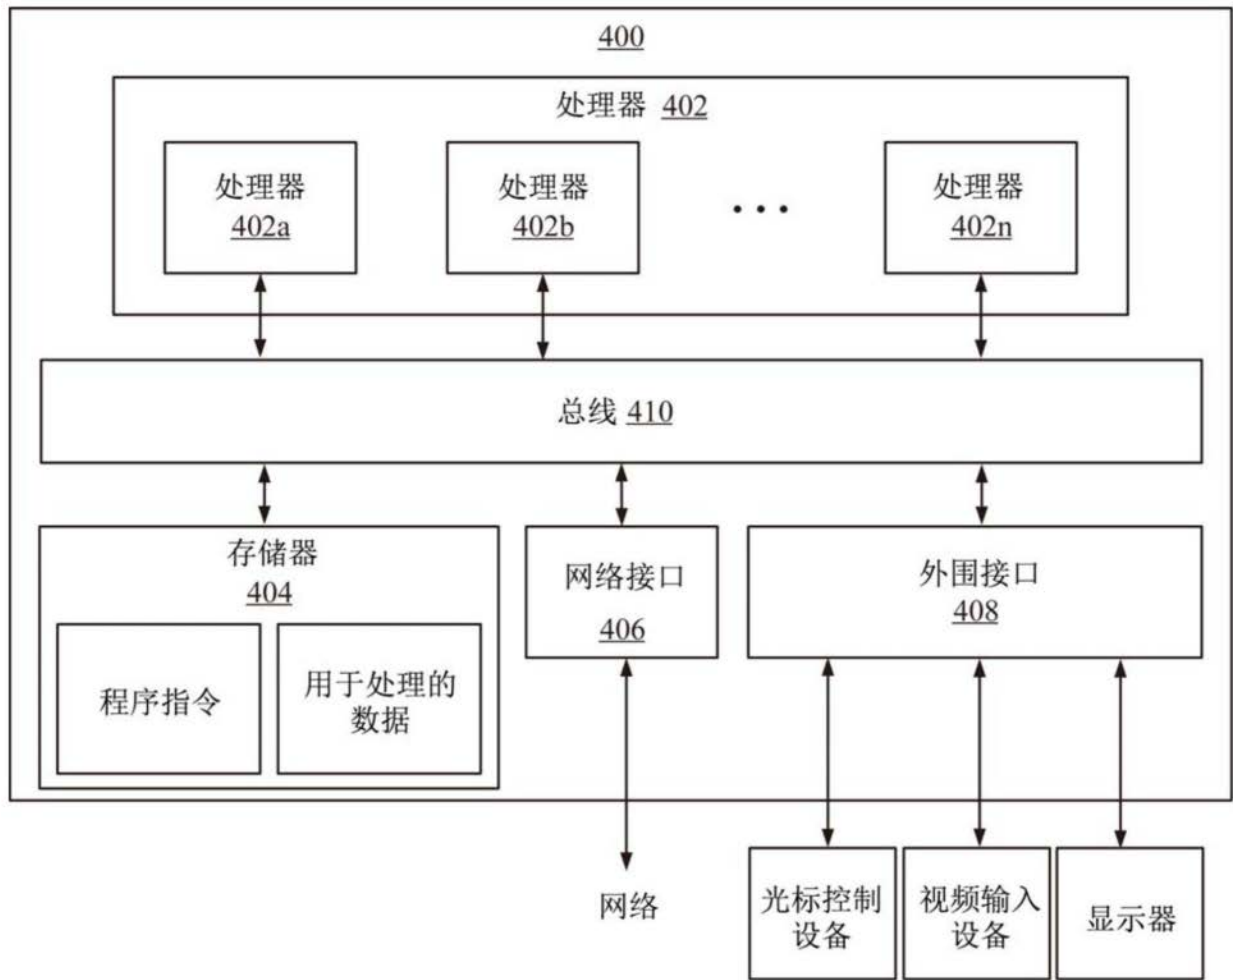 400
处理器 402
处理器
402a
处理器
402b
• • •
处理器
402n
总线 410
存储器
404
程序指令
用于处理的
数据
网络接口
406
外围接口
408
网络
光标控制
设备
视频输入
设备
显示器